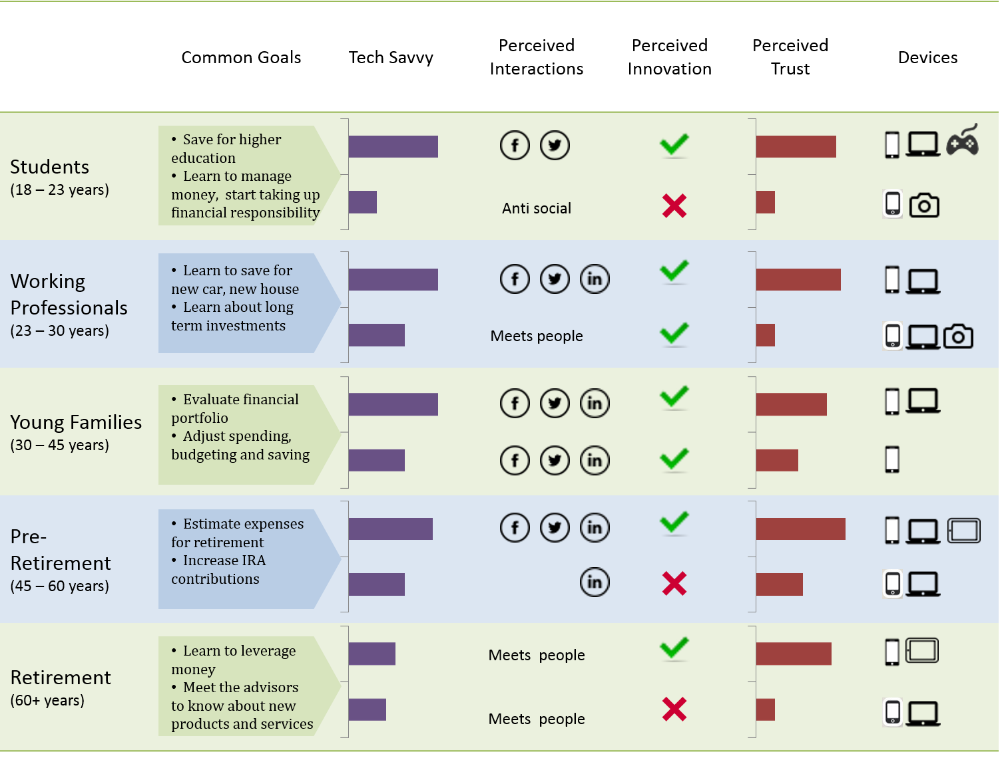 Common Goals
Tech Savvy
Perceived
Interactions
Perceived
Innovation
Perceived
Trust
Devices
Students
(18 – 23 years)
• Save for higher
education
• Learn to manage
money, start taking up
financial responsibility
f
Anti social
Working
Professionals
(23 – 30 years)
• Learn to save for
new car, new house
• Learn about long
term investments
f
in
Meets people
Young Families
(30 – 45 years)
• Evaluate financial
portfolio
• Adjust spending,
budgeting and saving
f
in
f
in
Pre-
Retirement
(45 – 60 years)
• Estimate expenses
for retirement
• Increase IRA
contributions
f
in
in
Retirement
(60+ years)
• Learn to leverage
money
• Meet the advisors
to know about new
products and services
Meets people
Meets people